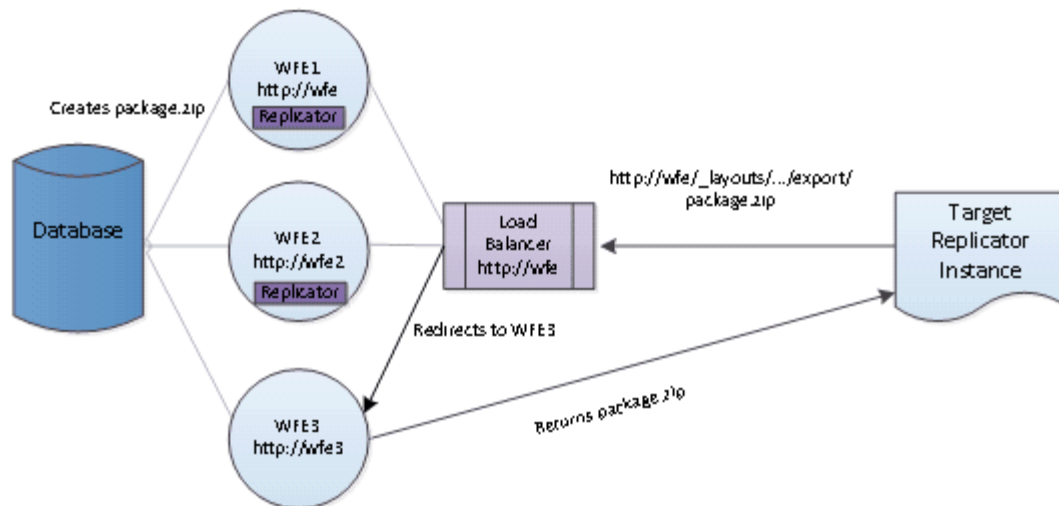 WFE1
http://wfe
Replicator
Creates package.zip
Database
WFE2
http://wfe2
Replicator
Load
Balancer
http://wfe
http://wfe/_layouts/.../export/
package.zip
Target
Replicator
Instance
Redirects to WFE3
WFE3
http://wfe3
Returns package.zip